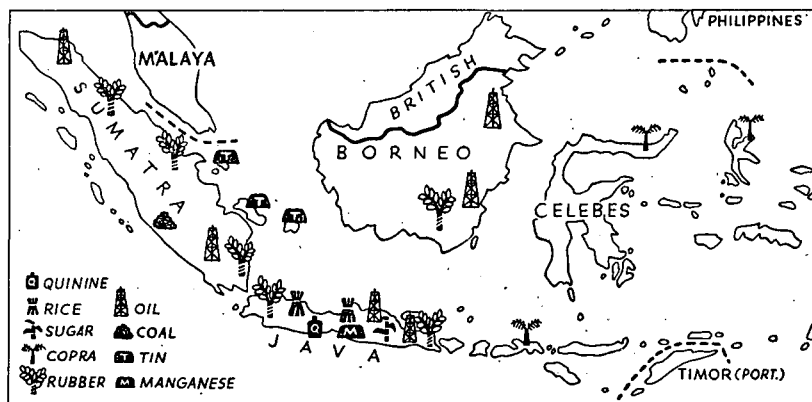 PHILIPPINES
MALAYA
BRITISH
SUMATRA
BORNEO
CELEBES
Q QUININE
RICE OIL
SUGAR COAL
COPRA T TIN
RUBBER M MANGANESE
T
T
T
Q
M
JAVA
TIMOR (PORT.)